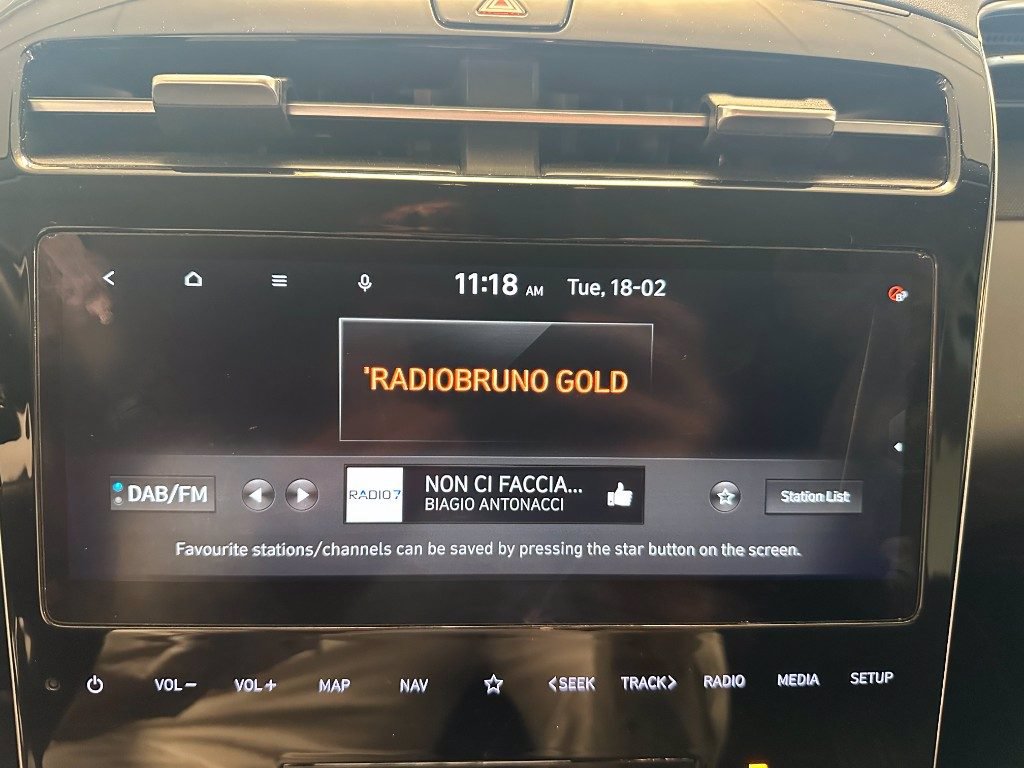 11:18 AM Tue, 18-02
'RADIOBRUNO GOLD
DAB/FM
RADIO 7
NON CI FACCIA...
BIAGIO ANTONACCI
Station List
Favourite stations/channels can be saved by pressing the star button on the screen.
VOL− VOL+ MAP NAV <SEEK TRACK> RADIO MEDIA SETUP